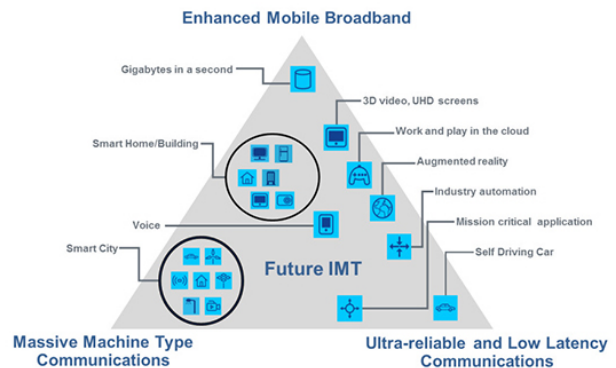 Enhanced Mobile Broadband
Gigabytes in a second
3D video, UHD screens
Smart Home/Building
Work and play in the cloud
Augmented reality
Industry automation
Voice
Mission critical application
Smart City
Self Driving Car
Future IMT
Massive Machine Type
Communications
Ultra-reliable and Low Latency
Communications